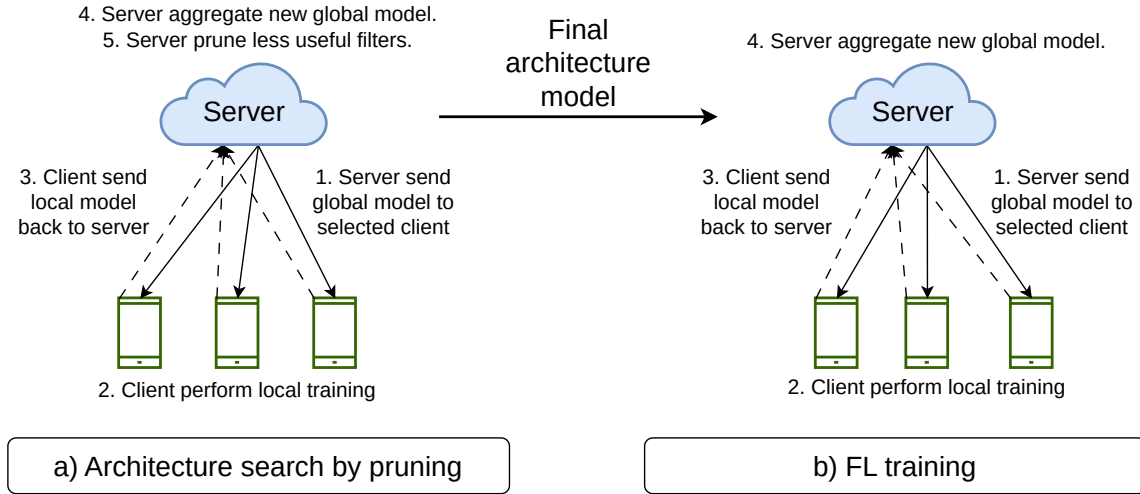 4. Server aggregate new global model.
5. Server prune less useful filters.
Server
3. Client send
local model
back to server
1. Server send
global model to
selected client
2. Client perform local training
a) Architecture search by pruning
Final
architecture
model
4. Server aggregate new global model.
Server
3. Client send
local model
back to server
1. Server send
global model to
selected client
2. Client perform local training
b) FL training